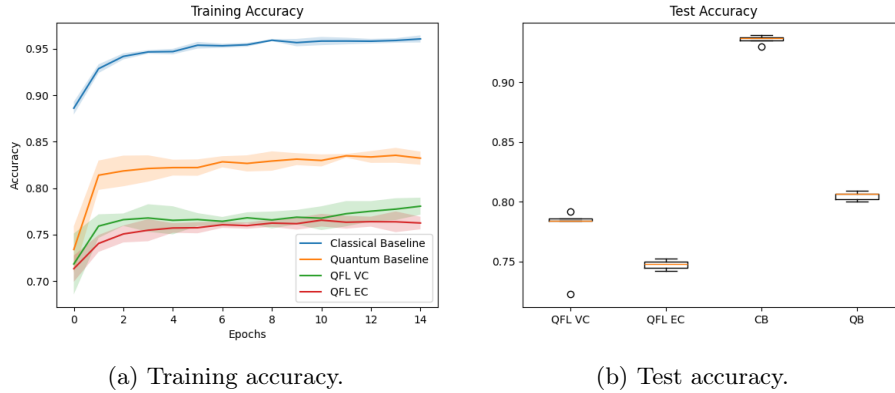 Training Accuracy
Accuracy
0.95
0.90
0.85
0.80
0.75
0.70
Classical Baseline
Quantum Baseline
QFL VC
QFL EC
0 2 4 6 8 10 12 14
Epochs
(a) Training accuracy.
Test Accuracy
0.90
0.85
0.80
0.75
QFL VC QFL EC CB QB
(b) Test accuracy.